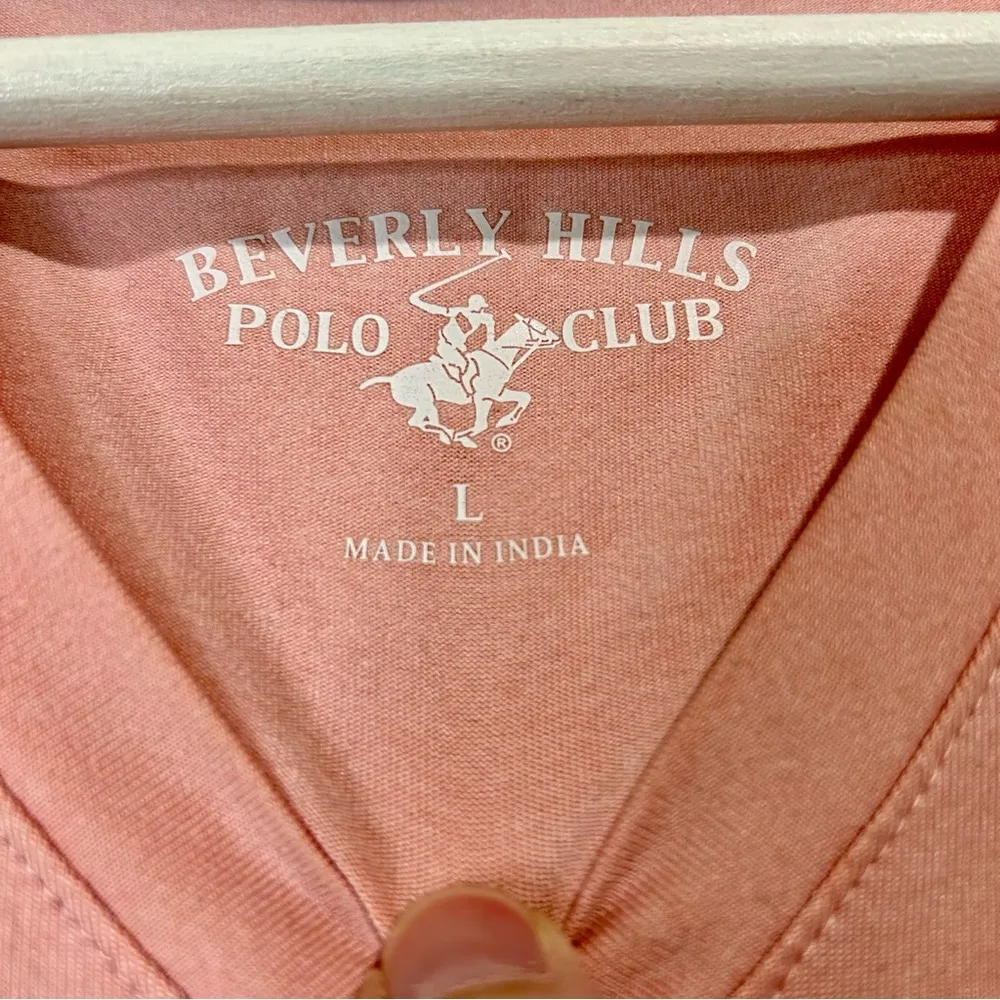 BEVERLY HILLS
POLO CLUB
®
L
MADE IN INDIA